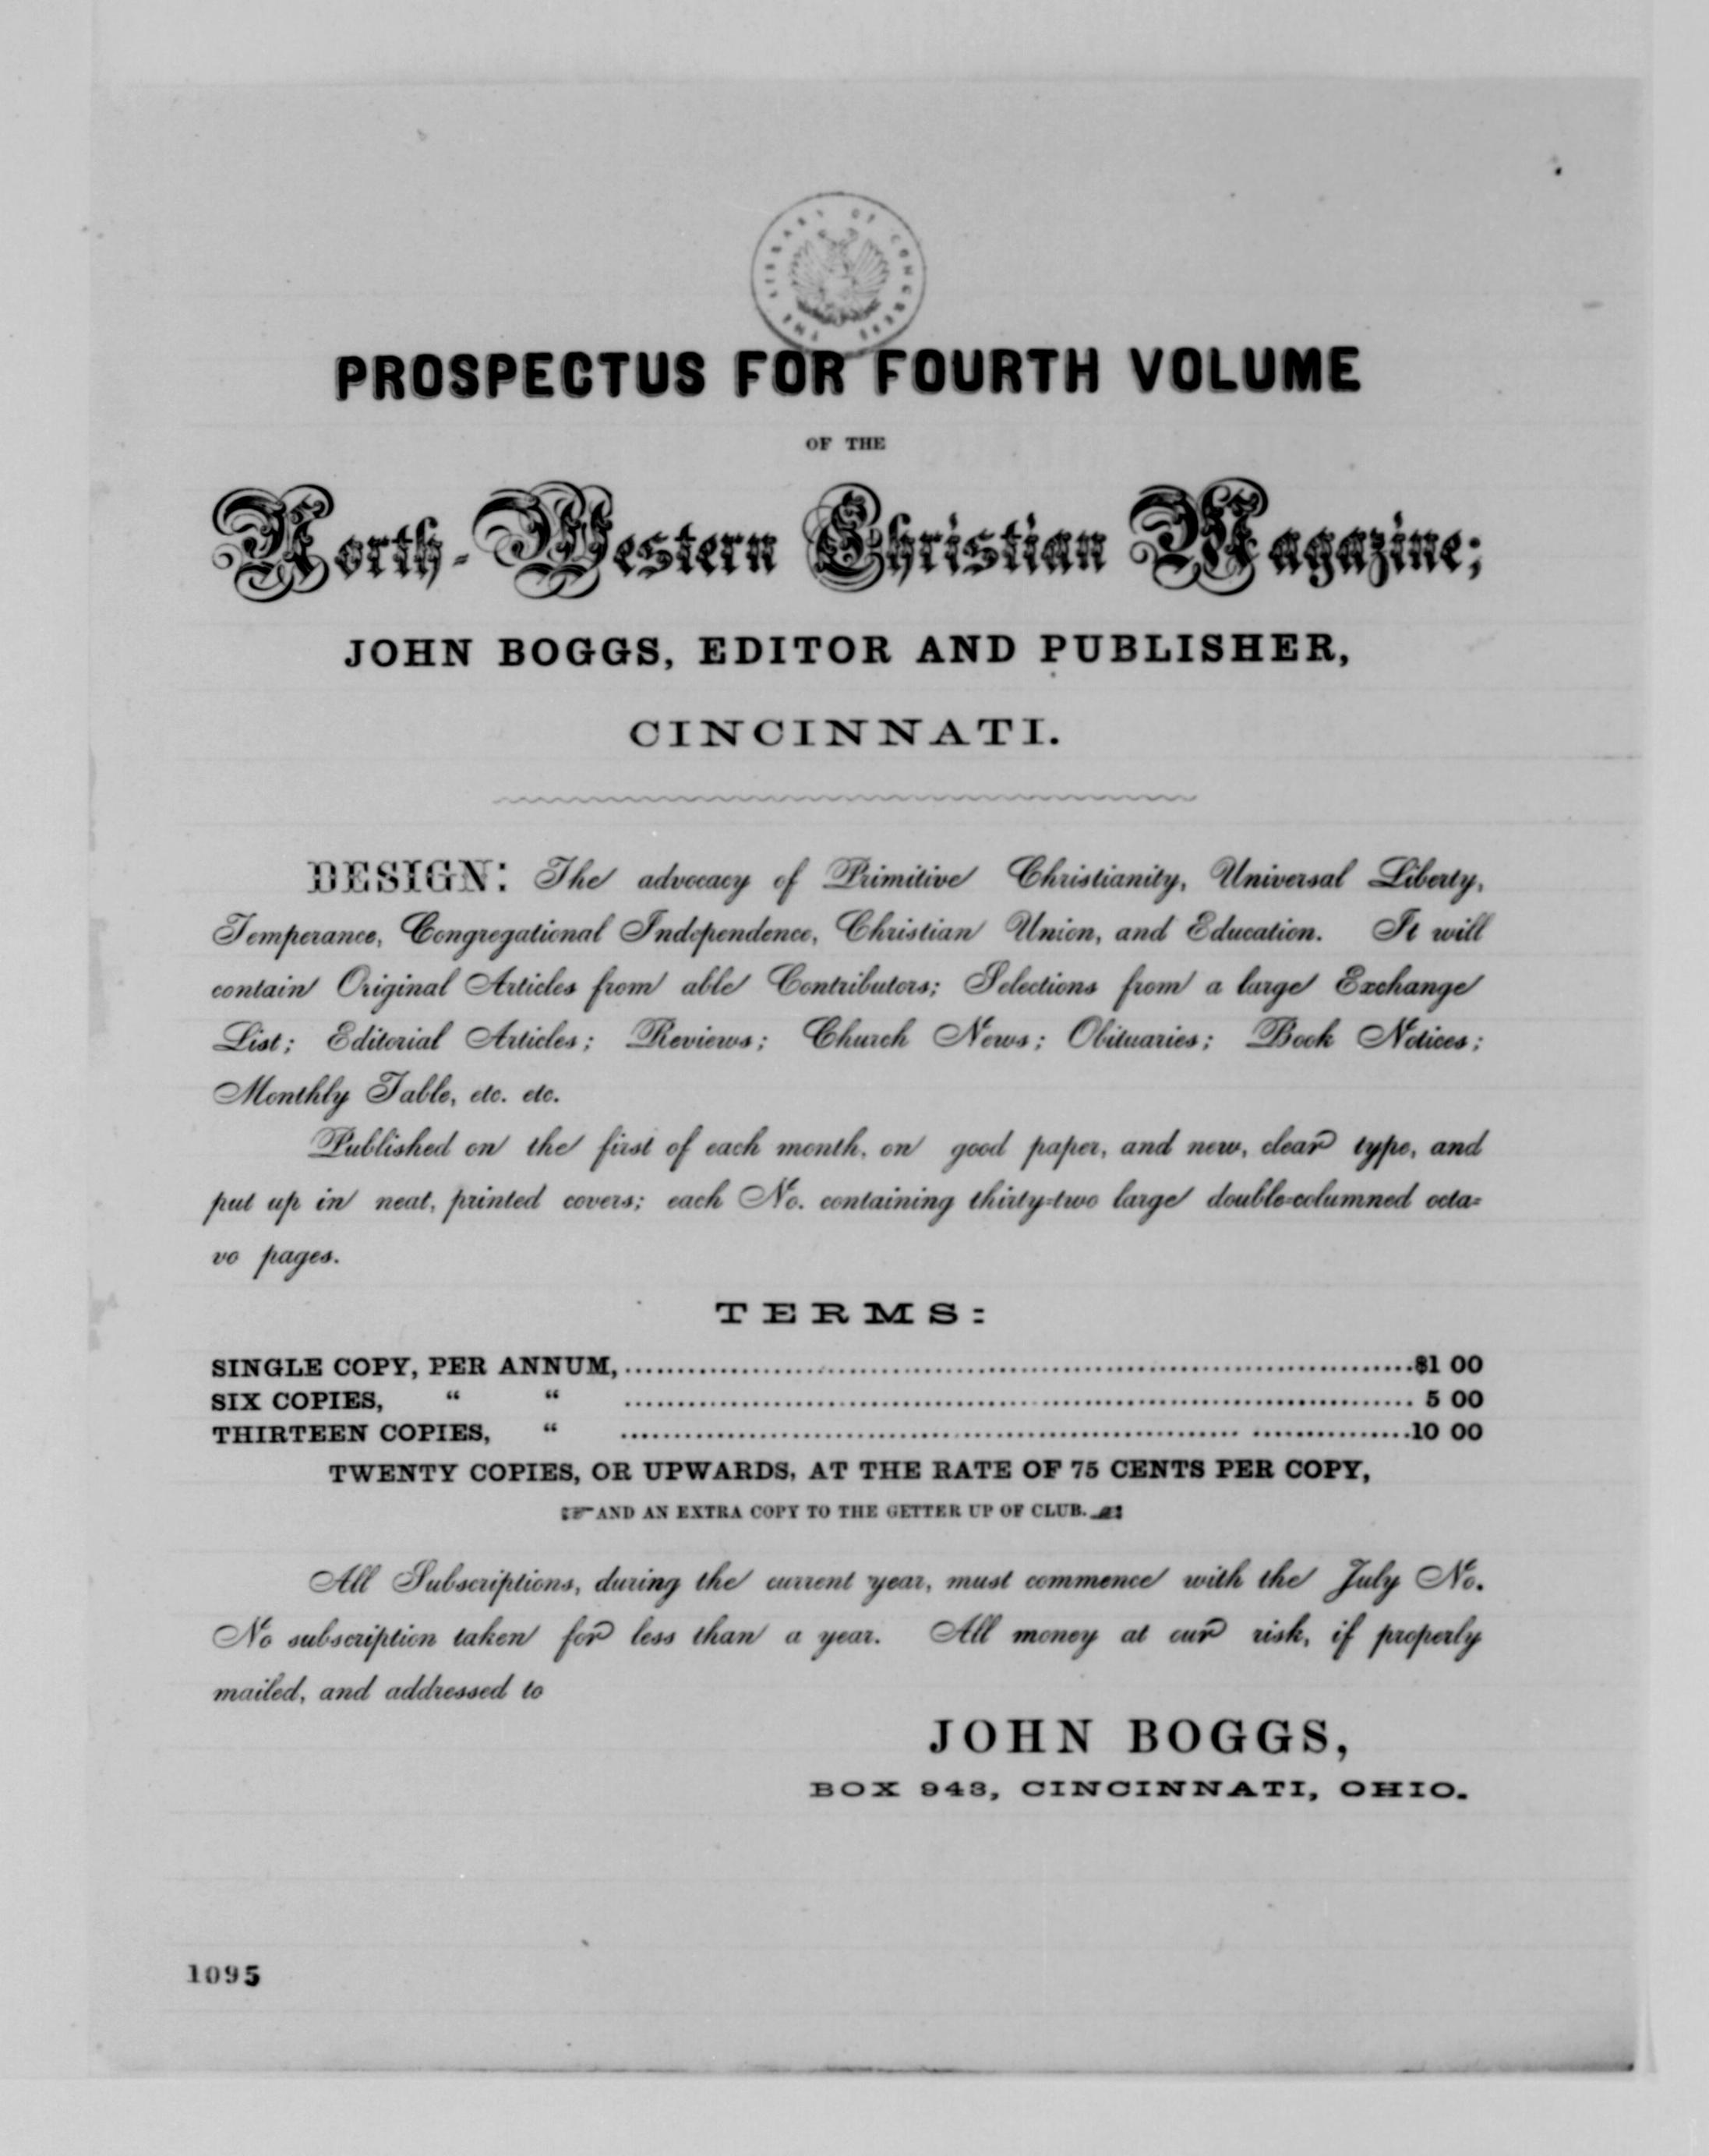 THE LIBRARY OF CONGRESS
PROSPECTUS FOR FOURTH VOLUME
OF THE
North-Western Christian Magazine;
JOHN BOGGS, EDITOR AND PUBLISHER,
CINCINNATI.
DESIGN: The advocacy of Primitive Christianity, Universal Liberty,
Temperance, Congregational Independence, Christian Union, and Education. It will
contain Original Articles from able Contributors; Selections from a large Exchange
List; Editorial Articles; Reviews; Church News; Obituaries; Book Notices;
Monthly Table, etc. etc.
Published on the first of each month, on good paper, and new, clear type, and
put up in neat, printed covers; each No. containing thirty=two large double=columned octa=
vo pages.
TERMS:
SINGLE COPY, PER ANNUM,........................................$1 00
SIX COPIES, “ “ ........................................ 5 00
THIRTEEN COPIES, “ ........................................10 00
TWENTY COPIES, OR UPWARDS, AT THE RATE OF 75 CENTS PER COPY,
☞AND AN EXTRA COPY TO THE GETTER UP OF CLUB.☜
All Subscriptions, during the current year, must commence with the July No.
No subscription taken for less than a year. All money at our risk, if properly
mailed, and addressed to
JOHN BOGGS,
BOX 943, CINCINNATI, OHIO.
1095